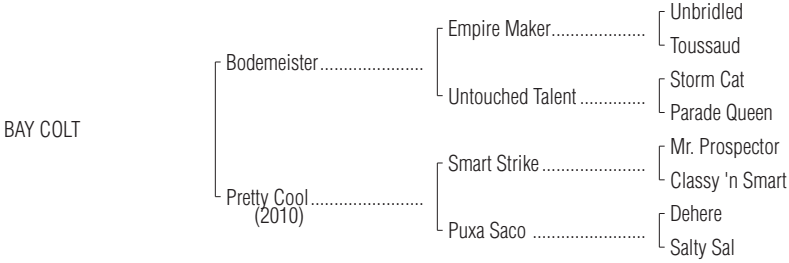 Unbridled
Empire Maker.....................
Toussaud
Bodemeister......................
Storm Cat
Untouched Talent ..............
Parade Queen
BAY COLT
Mr. Prospector
Smart Strike......................
Classy 'n Smart
Pretty Cool........................
(2010)
Dehere
Puxa Saco ........................
Salty Sal